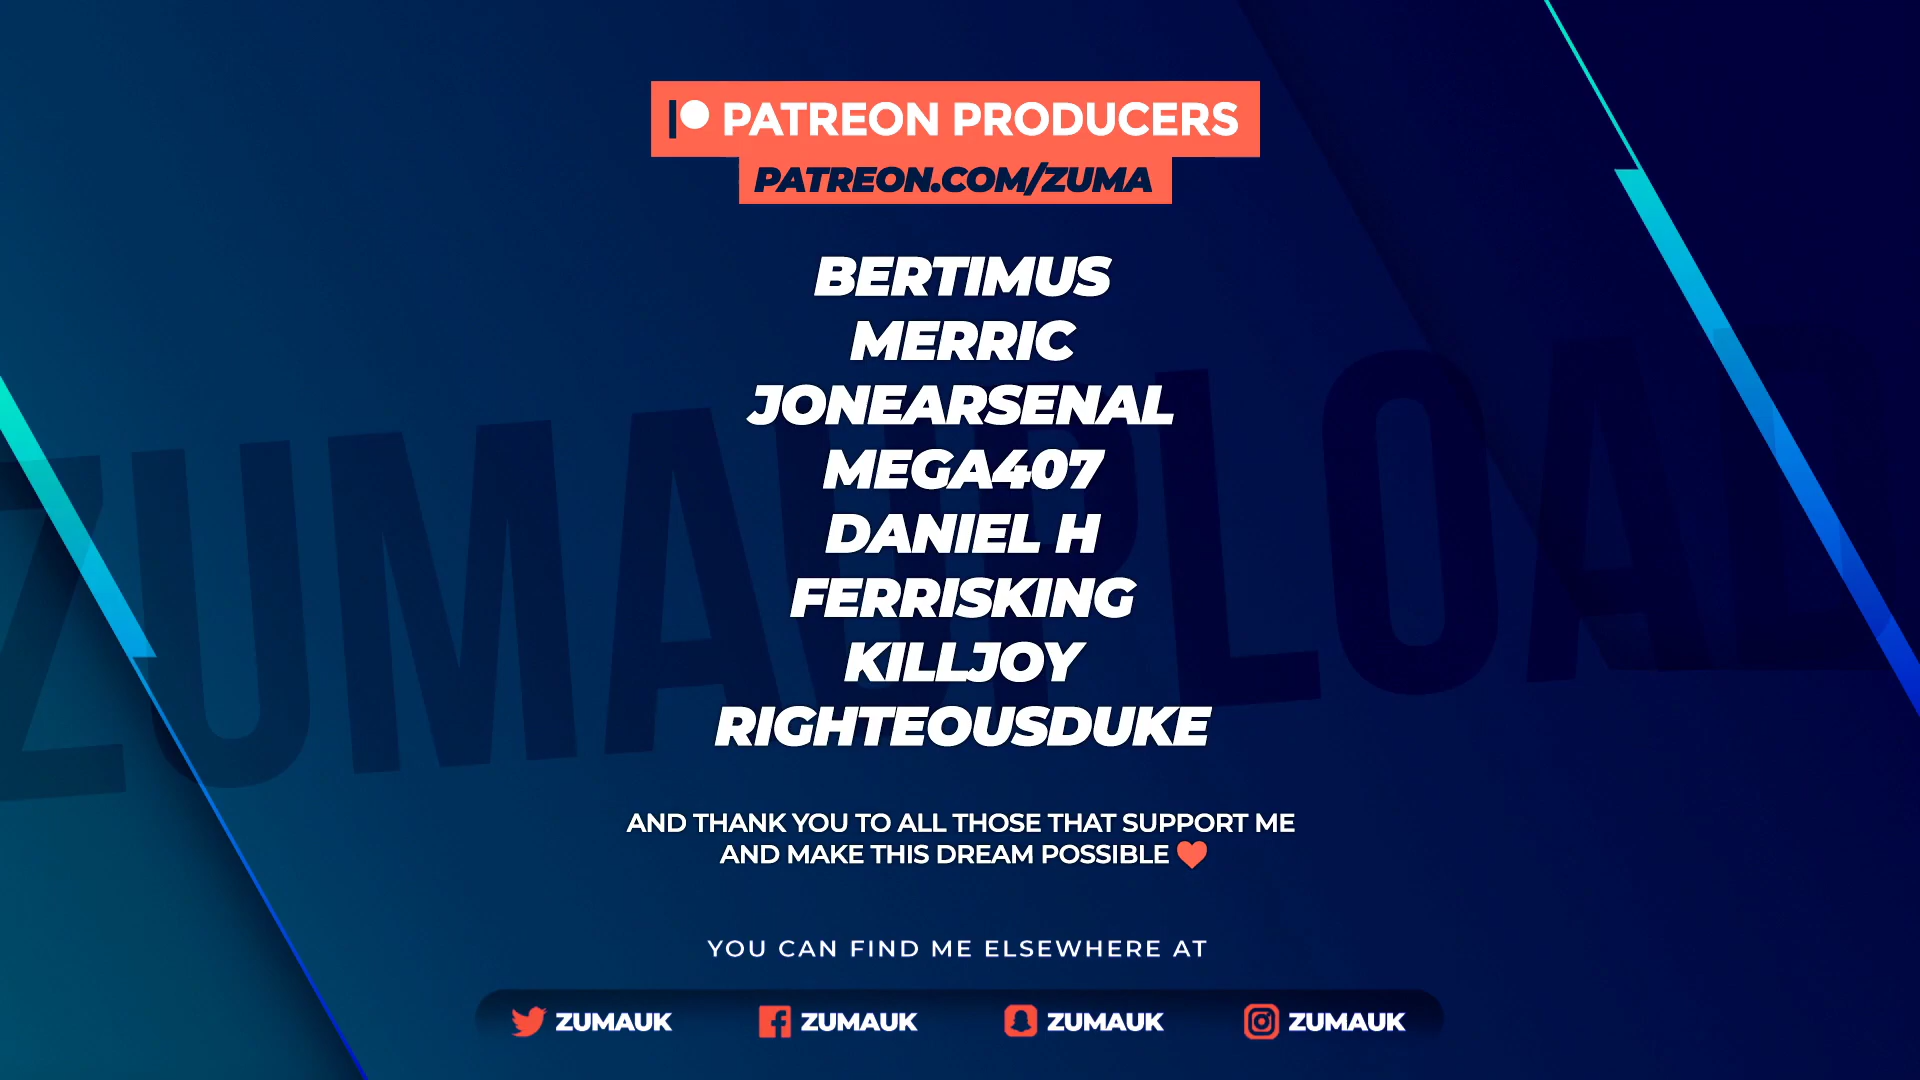 PATREON PRODUCERS
PATREON.COM/ZUMA
BERTIMUS
MERRIC
JONEARSENAL
MEGA407
DANIEL H
FERRISKING
KILLJOY
RIGHTEOUSDUKE
ZUMAUPLOAD
AND THANK YOU TO ALL THOSE THAT SUPPORT ME
AND MAKE THIS DREAM POSSIBLE
YOU CAN FIND ME ELSEWHERE AT
ZUMAUK ZUMAUK ZUMAUK ZUMAUK